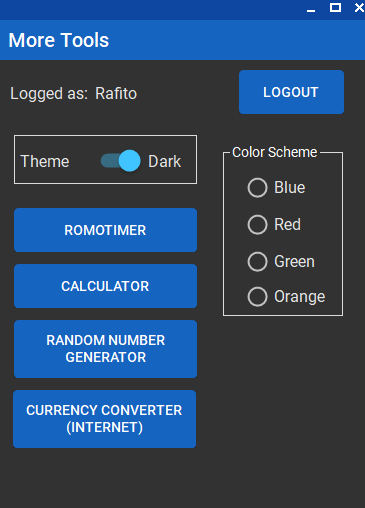 More Tools
Logged as: Rafito
LOGOUT
Theme
Dark
Color Scheme
Blue
Red
Green
Orange
ROMOTIMER
CALCULATOR
RANDOM NUMBER
GENERATOR
CURRENCY CONVERTER
(INTERNET)